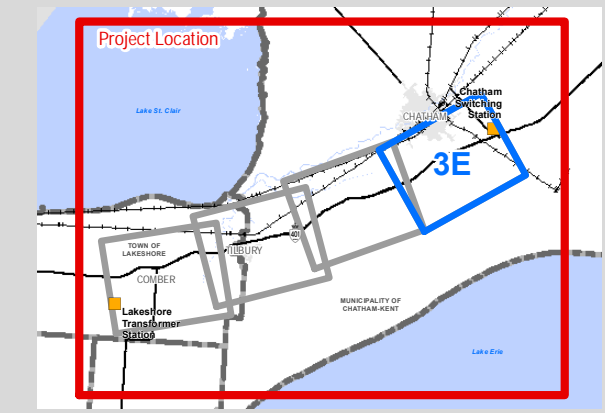 Project Location
Lake St. Clair
Chatham
Switching
Station
CHATHAM
3E
401
TILBURY
TOWN OF
LAKESHORE
COMBER
Lakeshore
Transformer
Station
MUNICIPALITY OF
CHATHAM-KENT
Lake Erie